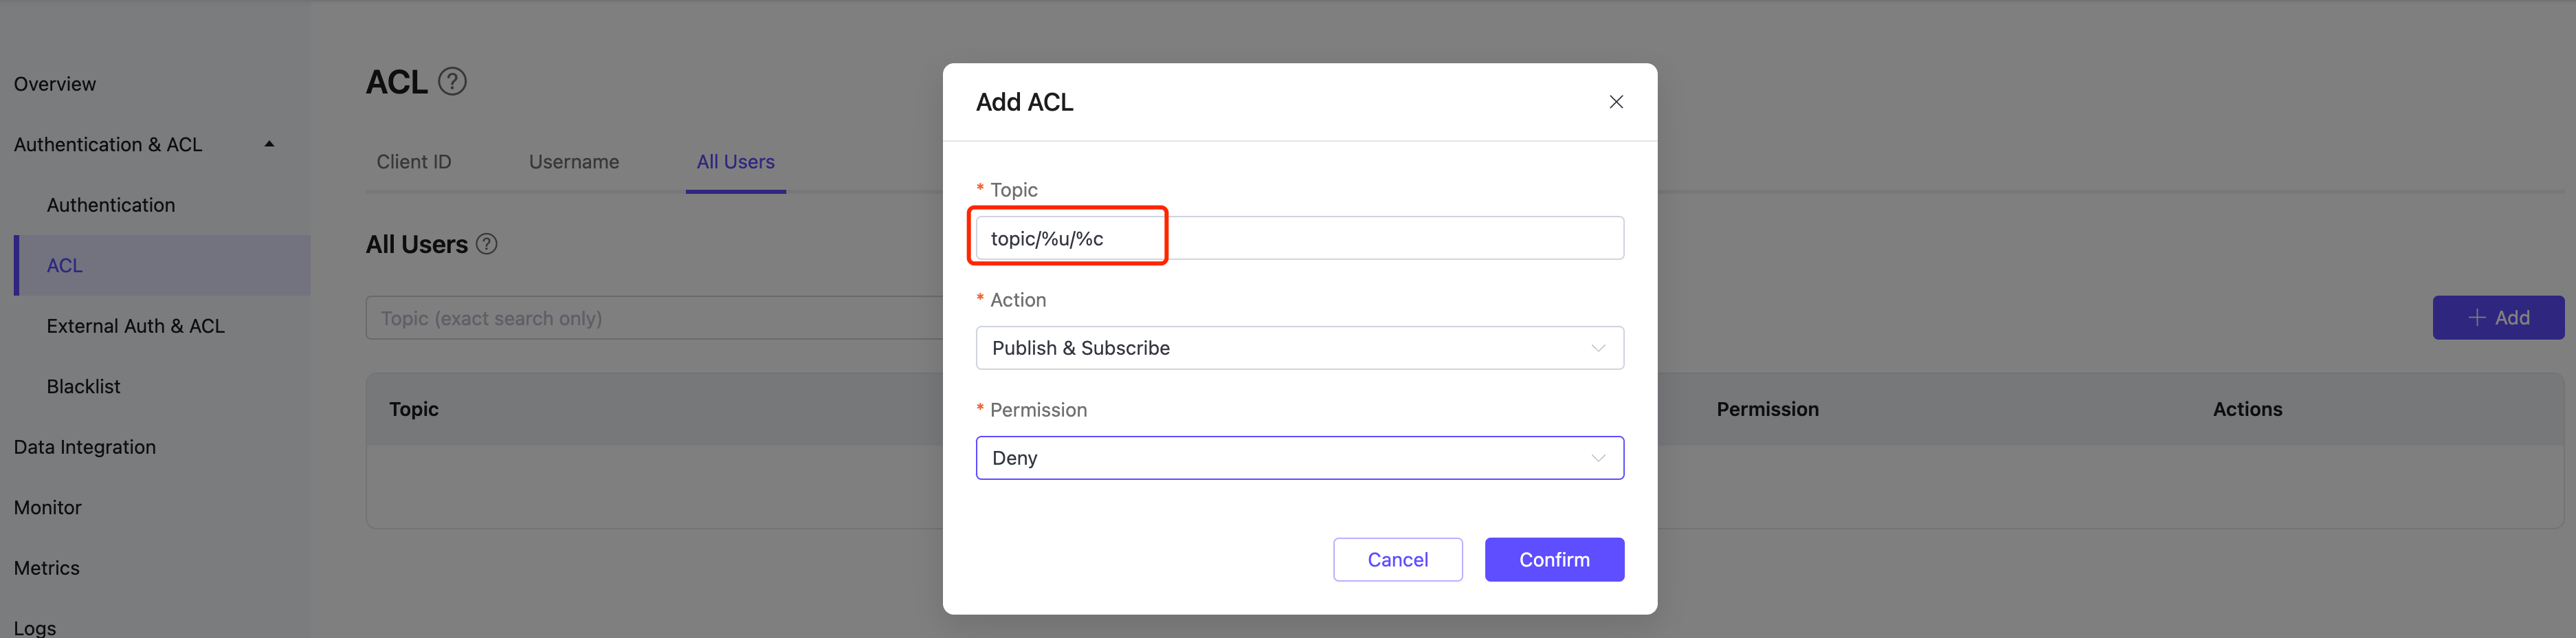 Overview
Authentication & ACL
Authentication
ACL
External Auth & ACL
Blacklist
Data Integration
Monitor
Metrics
Logs
ACL ?
Client ID Username All Users
All Users ?
Topic (exact search only)
+ Add
Topic Permission Actions
Add ACL
* Topic
topic/%u/%c
* Action
Publish & Subscribe
* Permission
Deny
Cancel Confirm